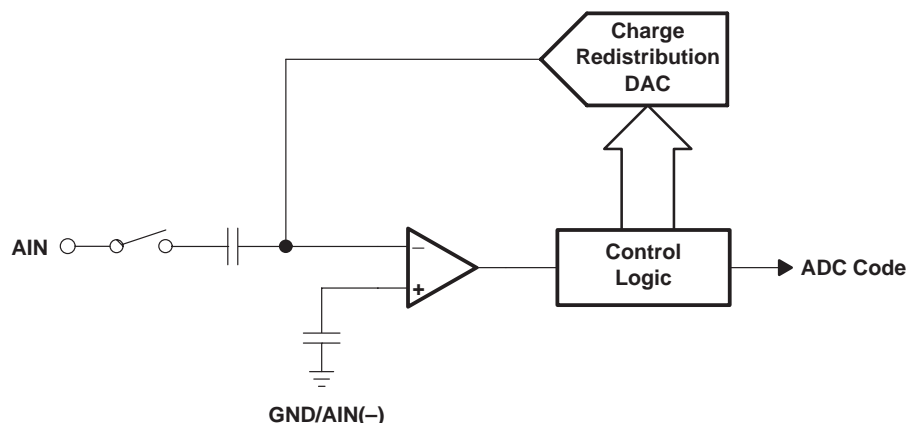 Charge
Redistribution
DAC
AIN
−
+
Control
Logic
ADC Code
GND/AIN(–)